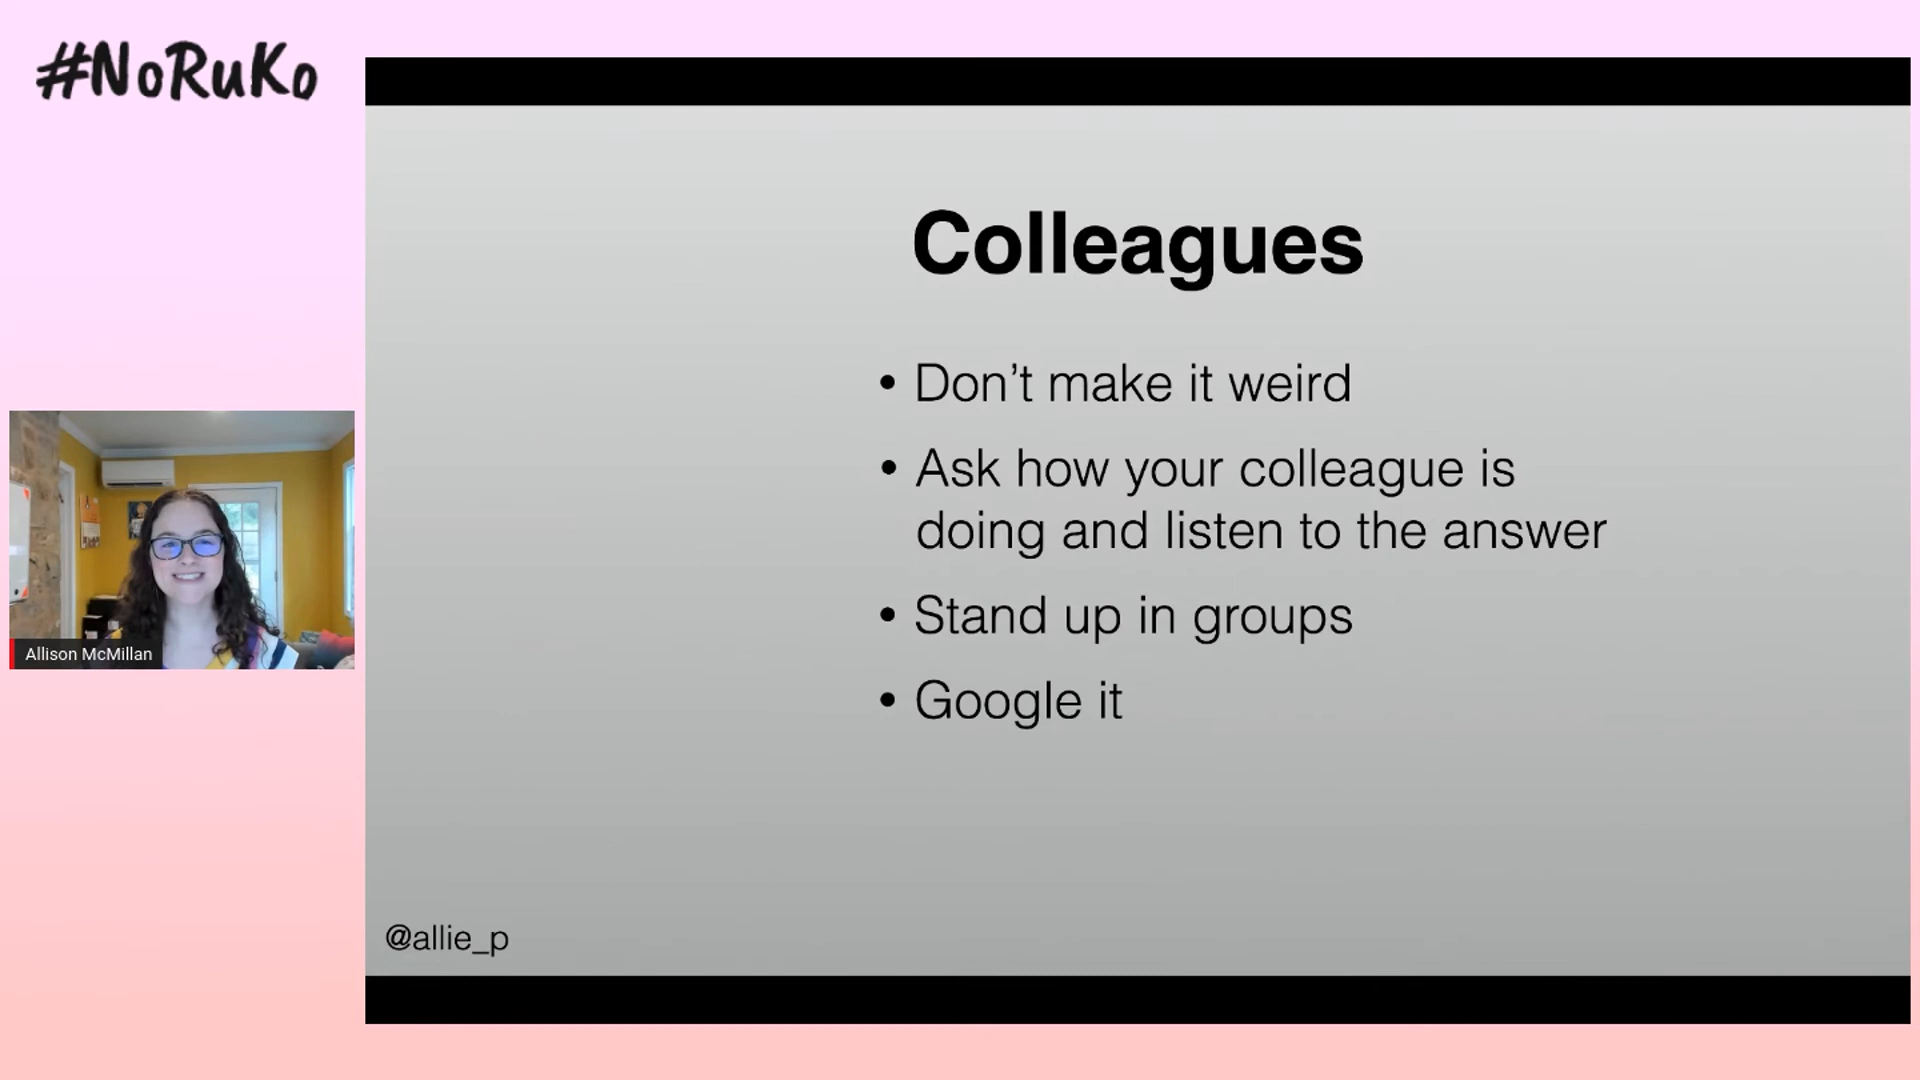 #NoRuKo
Colleagues
• Don’t make it weird
• Ask how your colleague is
doing and listen to the answer
• Stand up in groups
• Google it
Allison McMillan
@allie_p